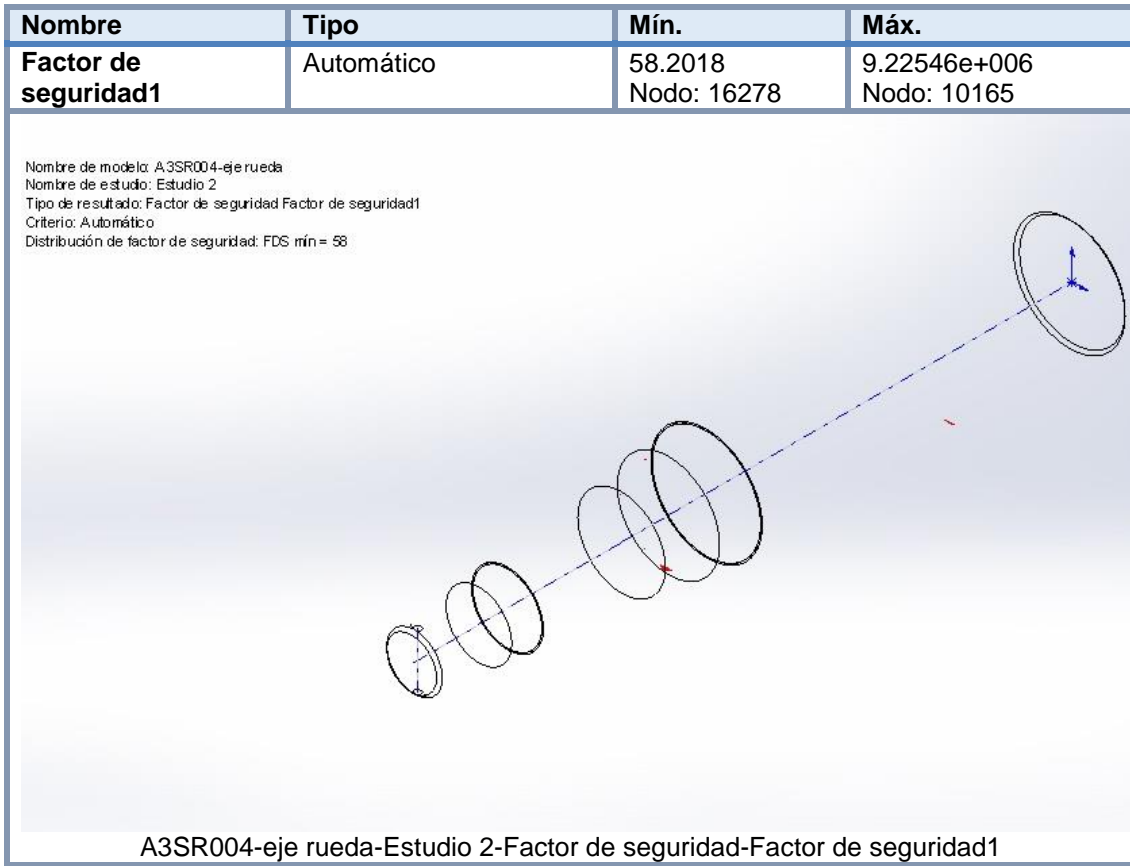 Nombre Tipo Mín. Máx.
Factor de seguridad1 Automático 58.2018 9.22546e+006
Nodo: 16278 Nodo: 10165
Nombre de modelo: A3SR004-eje rueda
Nombre de estudio: Estudio 2
Tipo de resultado: Factor de seguridad Factor de seguridad1
Criterio: Automático
Distribución de factor de seguridad: FDS mín = 58
A3SR004-eje rueda-Estudio 2-Factor de seguridad-Factor de seguridad1